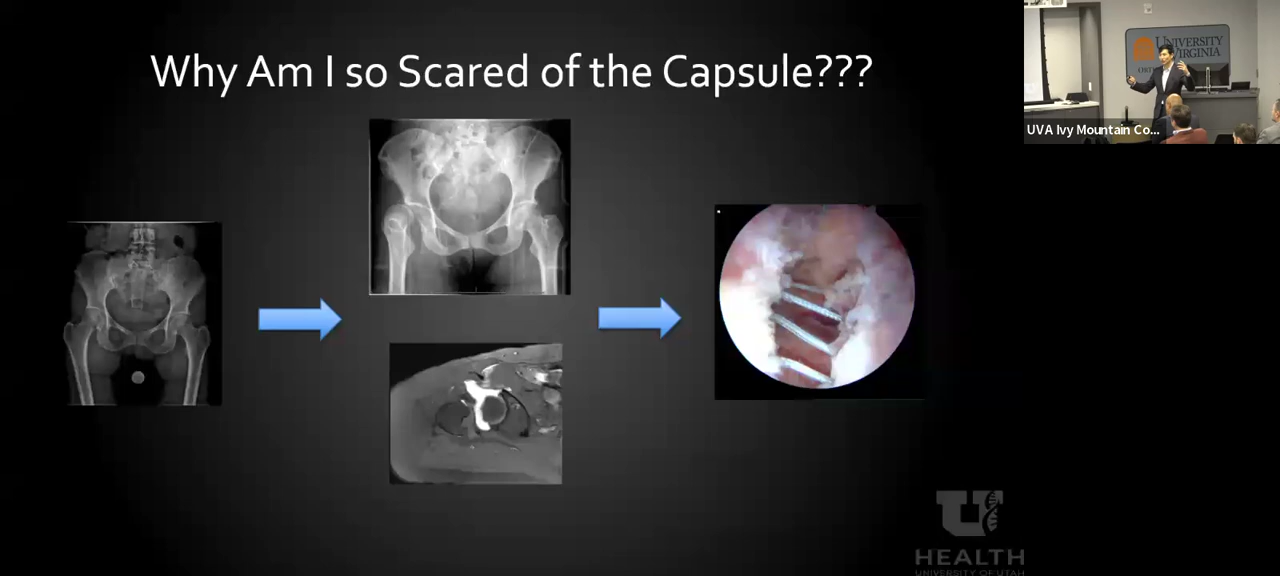 Why Am I so Scared of the Capsule???
UNIVERSITY
VIRGINIA
UVA Ivy Mountain Co...
U
HEALTH
UNIVERSITY OF UTAH